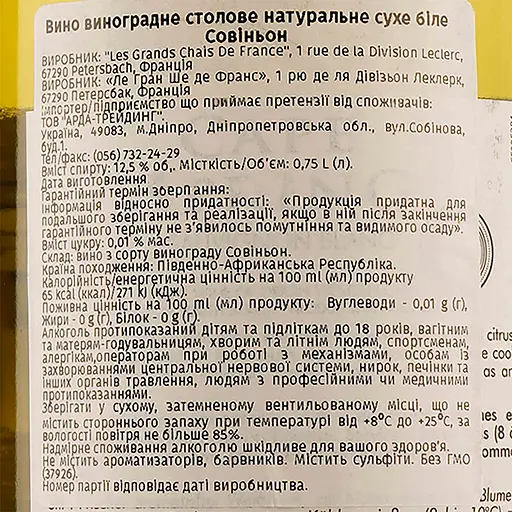 Вино виноградне столове натуральне сухе біле
Совіньон
ВИРОБНИК: "Les Grands Chais De France", 1 rue de la Division Leclerc,
67290 Petersbach, Франція
ВИРОБНИК: «Ле Гран Ше де Франс», 1 рю де ля Дівізьон Леклерк,
67290 Петерсбак, Франція
Імпортер/підприємство що приймає претензії від споживачів:
ТОВ "АРДА-ТРЕЙДИНГ",
Україна, 49083, м.Дніпро, Дніпропетровська обл., вул.Собінова,
буд.1.
Тел/факс: (056) 732-24-29
Вміст спирту: 12,5 % об,. Місткість/Об'єм: 0,75 L (л).
Дата виготовлення
Гарантійний термін зберігання:
Інформація відносно придатності: «Продукція придатна для
подальшого зберігання та реалізації, якщо в ній після закінчення
гарантійного терміну не з'явилось помутніння та видимого осаду».
Вміст цукру: 0,01 % мас.
Склад: вино з сорту винограду Совіньон.
Країна походження: Південно-Африканська Республіка.
Калорійність/енергетична цінність на 100 ml (мл) продукту
65 kcal (ккал)/271 kJ (кДж).
Поживна цінність на 100 ml (мл) продукту: Вуглеводи - 0,01 g (г),
Жири - 0 g (г), Білок - 0 g (г).
Алкоголь протипоказаний дітям та підліткам до 18 років, вагітним
та матерям-годувальницям, хворим та літнім людям, спортсменам,
алергікам,операторам при роботі з механізмами, особам із
захворюваннями центральної нервової системи, нирок, печінки та
інших органів травлення, людям з професійними чи медичними
протипоказаннями.
Зберігати у сухому, затемненому вентильованому місці, що не
містить стороннього запаху при температурі від +8°C до +25°C, за
вологості повітря не більше 85%.
Надмірне споживання алкоголю шкідливе для вашого здоров'я.
Не містить ароматизаторів, барвників. Містить сульфіти. Без ГМО
(37926).
Номер партії відповідає даті виробництва.
citrus
e coo
as an
(8
Blume